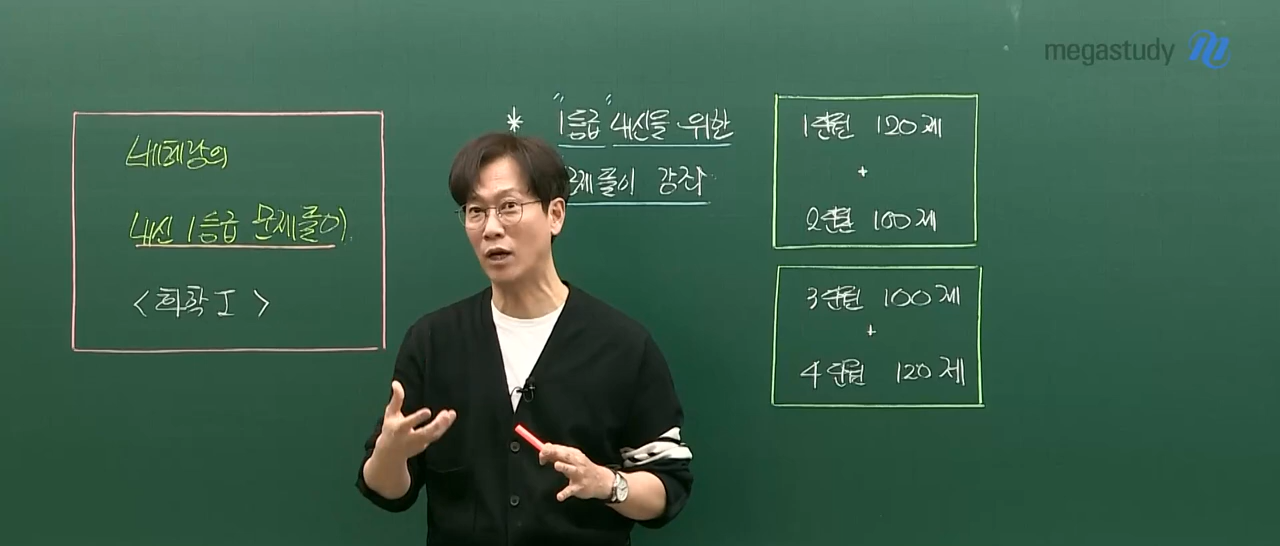 megastudy
내신 1등급 문제풀이
<화학 I>
* "1등급" 내신을 위한
제풀이 강좌
1단원 120제
+
2단원 100제
3단원 100제
+
4단원 120제